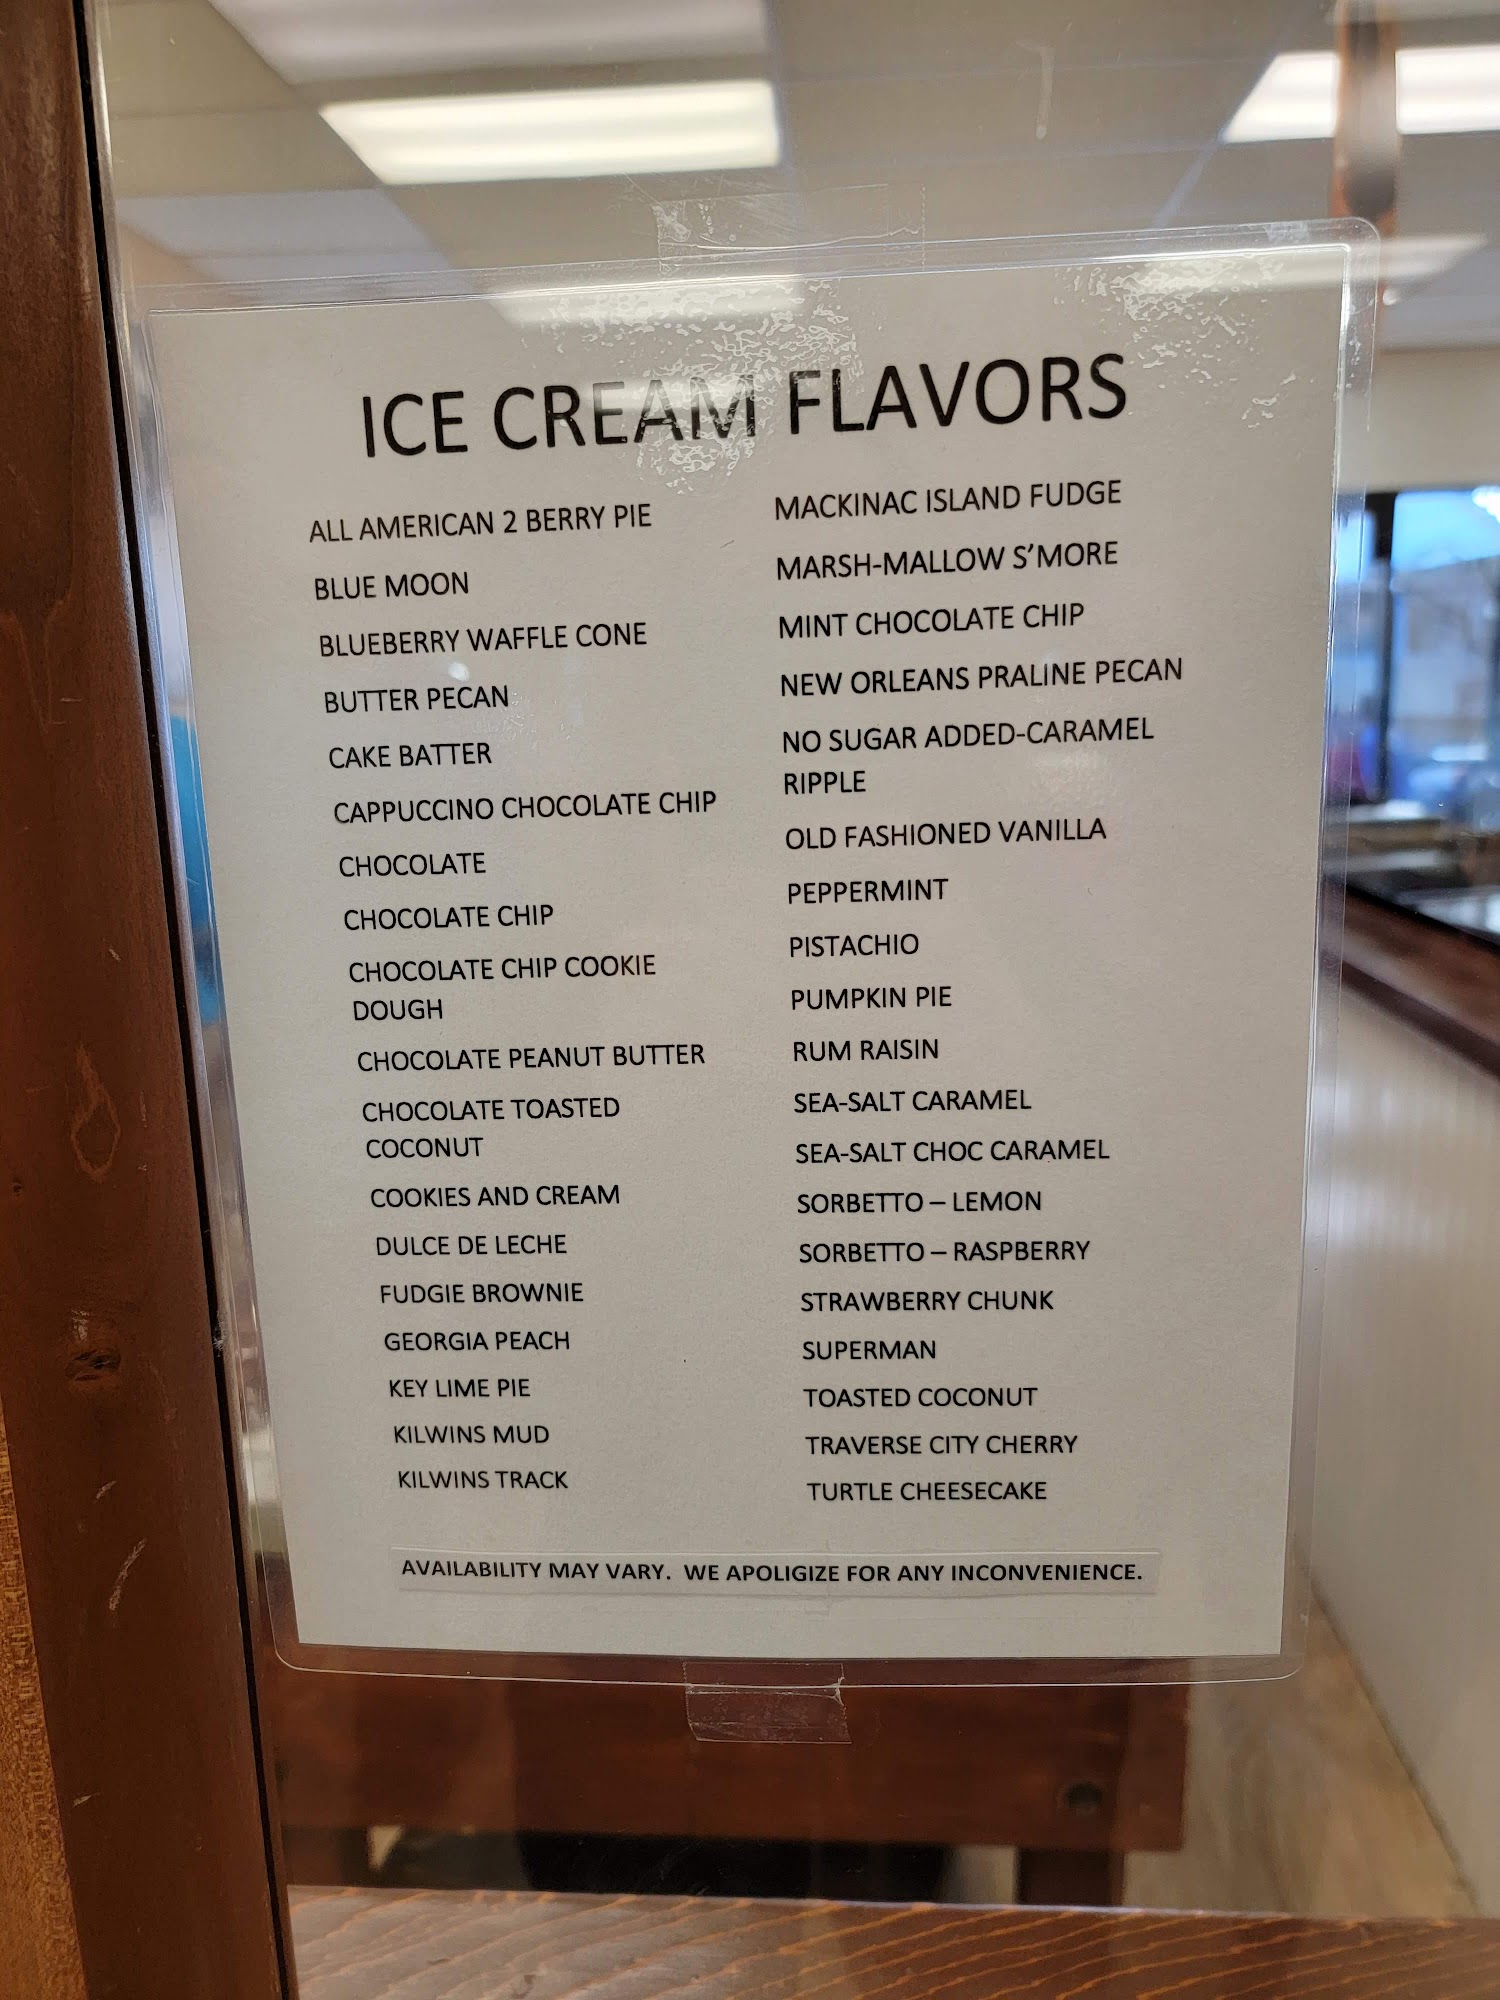 ICE CREAM FLAVORS
ALL AMERICAN 2 BERRY PIE
BLUE MOON
BLUEBERRY WAFFLE CONE
BUTTER PECAN
CAKE BATTER
CAPPUCCINO CHOCOLATE CHIP
CHOCOLATE
CHOCOLATE CHIP
CHOCOLATE CHIP COOKIE
DOUGH
CHOCOLATE PEANUT BUTTER
CHOCOLATE TOASTED
COCONUT
COOKIES AND CREAM
DULCE DE LECHE
FUDGIE BROWNIE
GEORGIA PEACH
KEY LIME PIE
KILWINS MUD
KILWINS TRACK
MACKINAC ISLAND FUDGE
MARSH-MALLOW S’MORE
MINT CHOCOLATE CHIP
NEW ORLEANS PRALINE PECAN
NO SUGAR ADDED-CARAMEL
RIPPLE
OLD FASHIONED VANILLA
PEPPERMINT
PISTACHIO
PUMPKIN PIE
RUM RAISIN
SEA-SALT CARAMEL
SEA-SALT CHOC CARAMEL
SORBETTO – LEMON
SORBETTO – RASPBERRY
STRAWBERRY CHUNK
SUPERMAN
TOASTED COCONUT
TRAVERSE CITY CHERRY
TURTLE CHEESECAKE
AVAILABILITY MAY VARY. WE APOLIGIZE FOR ANY INCONVENIENCE.